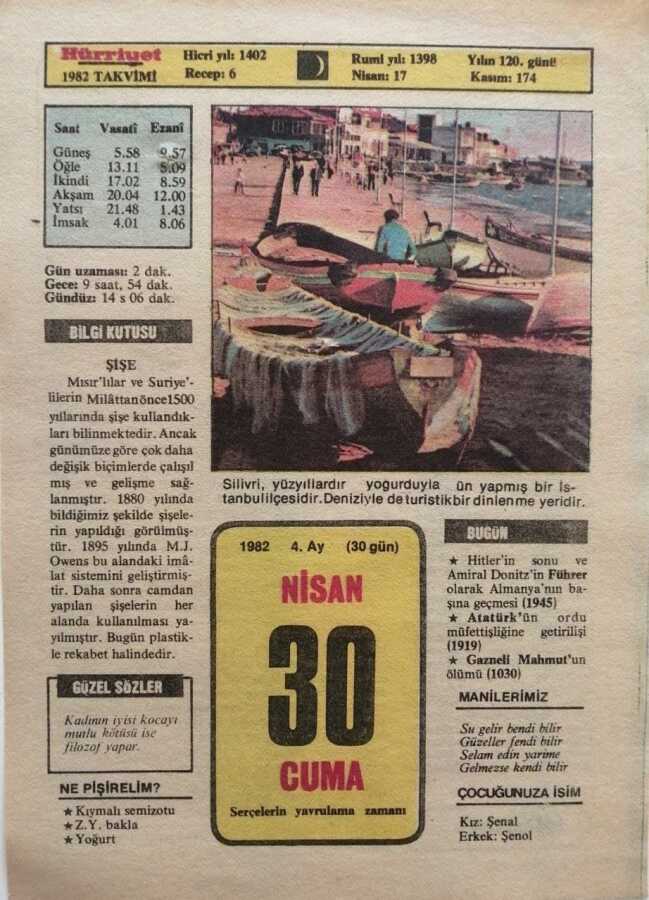 Hürriyet
1982 TAKVİMİ
Hicri yıl: 1402
Recep: 6
Rumi yıl: 1398
Nisan: 17
Yılın 120. günü
Kasım: 174
Saat Vasatî Ezanî
Güneş 5.58 9.57
Öğle 13.11 5.09
İkindi 17.02 8.59
Akşam 20.04 12.00
Yatsı 21.48 1.43
İmsak 4.01 8.06
Gün uzaması: 2 dak.
Gece: 9 saat, 54 dak.
Gündüz: 14 s 06 dak.
BİLGİ KUTUSU
ŞİŞE
Mısır'lılar ve Suriye'-
lilerin Milâttanönce1500
yıllarında şişe kullandık-
ları bilinmektedir. Ancak
günümüze göre çok daha
değişik biçimlerde çalışıl
mış ve gelişme sağ-
lanmıştır. 1880 yılında
bildiğimiz şekilde şişele-
rin yapıldığı görülmüş-
tür. 1895 yılında M.J.
Owens bu alandaki imâ-
lat sistemini geliştirmiş-
tir. Daha sonra camdan
yapılan şişelerin her
alanda kullanılması ya-
yılmıştır. Bugün plastik-
le rekabet halindedir.
GÜZEL SÖZLER
Kadının iyisi kocayı
mutlu kötüsü ise
filozof yapar.
NE PİŞİRELİM?
★ Kıymalı semizotu
★ Z.Y. bakla
★ Yoğurt
Silivri, yüzyıllardır yoğurduyla ün yapmış bir İs-
tanbulilçesidir.Deniziyle deturistikbir dinlenme yeridir.
1982 4. Ay (30 gün)
NİSAN
30
CUMA
Serçelerin yavrulama zamanı
BUGÜN
★ Hitler'in sonu ve
Amiral Donitz'in Führer
olarak Almanya'nın ba-
şına geçmesi (1945)
★ Atatürk'ün ordu
müfettişliğine getirilişi
(1919)
★ Gazneli Mahmut'un
ölümü (1030)
MANİLERİMİZ
Su gelir bendi bilir
Güzeller fendi bilir
Selam edin yarime
Gelmezse kendi bilir
ÇOCUĞUNUZA İSİM
Kız: Şenal
Erkek: Şenol